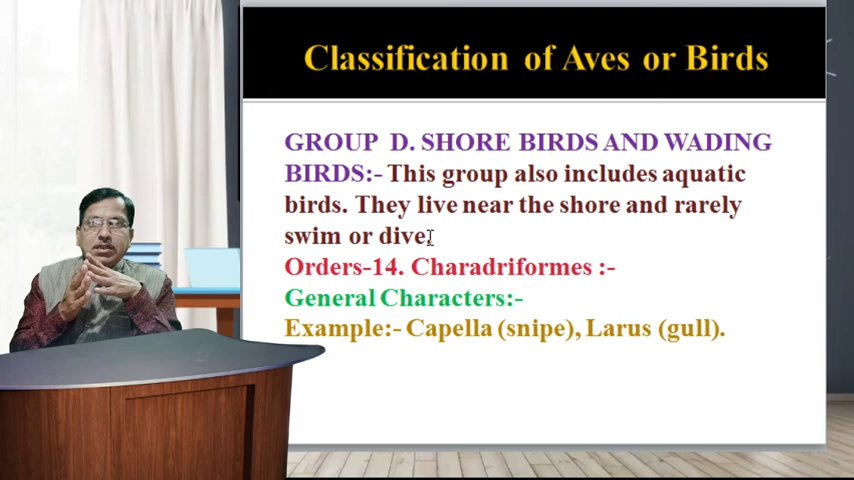 Classification of Aves or Birds
GROUP D. SHORE BIRDS AND WADING
BIRDS:- This group also includes aquatic
birds. They live near the shore and rarely
swim or dive.
Orders-14. Charadriformes :-
General Characters:-
Example:- Capella (snipe), Larus (gull).